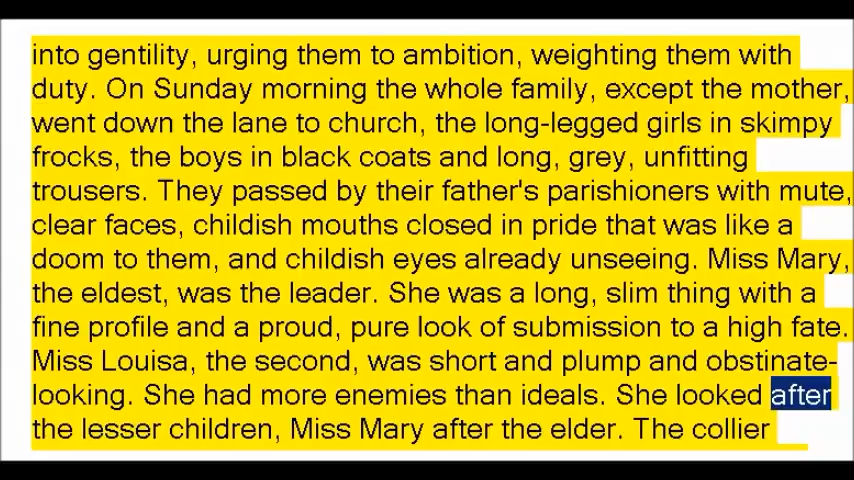 into gentility, urging them to ambition, weighting them with
duty. On Sunday morning the whole family, except the mother,
went down the lane to church, the long-legged girls in skimpy
frocks, the boys in black coats and long, grey, unfitting
trousers. They passed by their father's parishioners with mute,
clear faces, childish mouths closed in pride that was like a
doom to them, and childish eyes already unseeing. Miss Mary,
the eldest, was the leader. She was a long, slim thing with a
fine profile and a proud, pure look of submission to a high fate.
Miss Louisa, the second, was short and plump and obstinate-
looking. She had more enemies than ideals. She looked after
the lesser children, Miss Mary after the elder. The collier